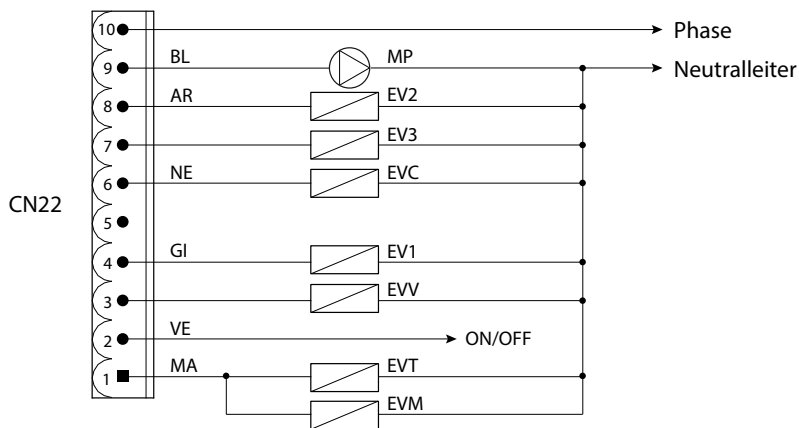 10 Phase
9 BL MP Neutralleiter
8 AR EV2
7 EV3
6 NE EVC
CN22
5
4 GI EV1
3 EVV
2 VE ON/OFF
1 MA EVT
EVM